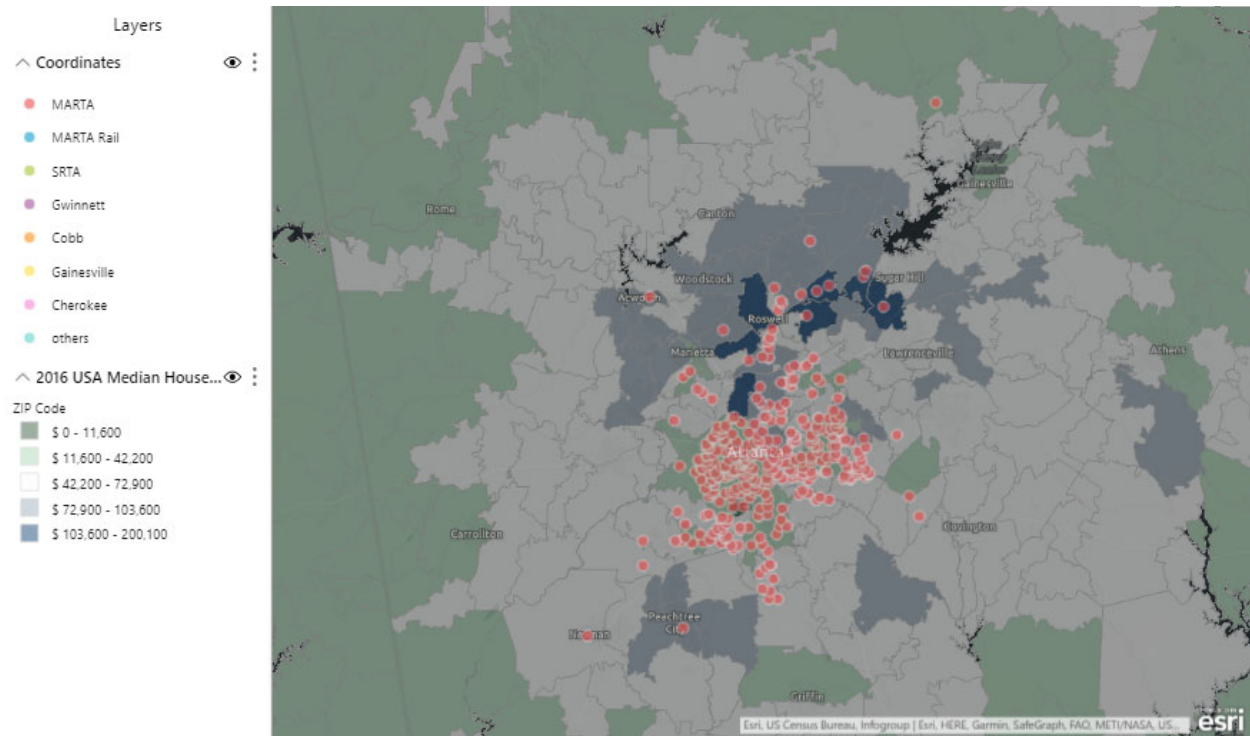 Layers
Coordinates
MARTA
MARTA Rail
SRTA
Gwinnett
Cobb
Gainesville
Cherokee
others
2016 USA Median House...
ZIP Code
$ 0 - 11,600
$ 11,600 - 42,200
$ 42,200 - 72,900
$ 72,900 - 103,600
$ 103,600 - 200,100
Gainesville
Rome
Canton
Woodstock
Sugar Hill
Acworth
Roswell
Marietta
Lawrenceville
Athens
Atlanta
Carrollton
Covington
Peachtree
City
Newnan
Griffin
Esri, US Census Bureau, Infogroup | Esri, HERE, Garmin, SafeGraph, FAO, METI/NASA, US...
esri